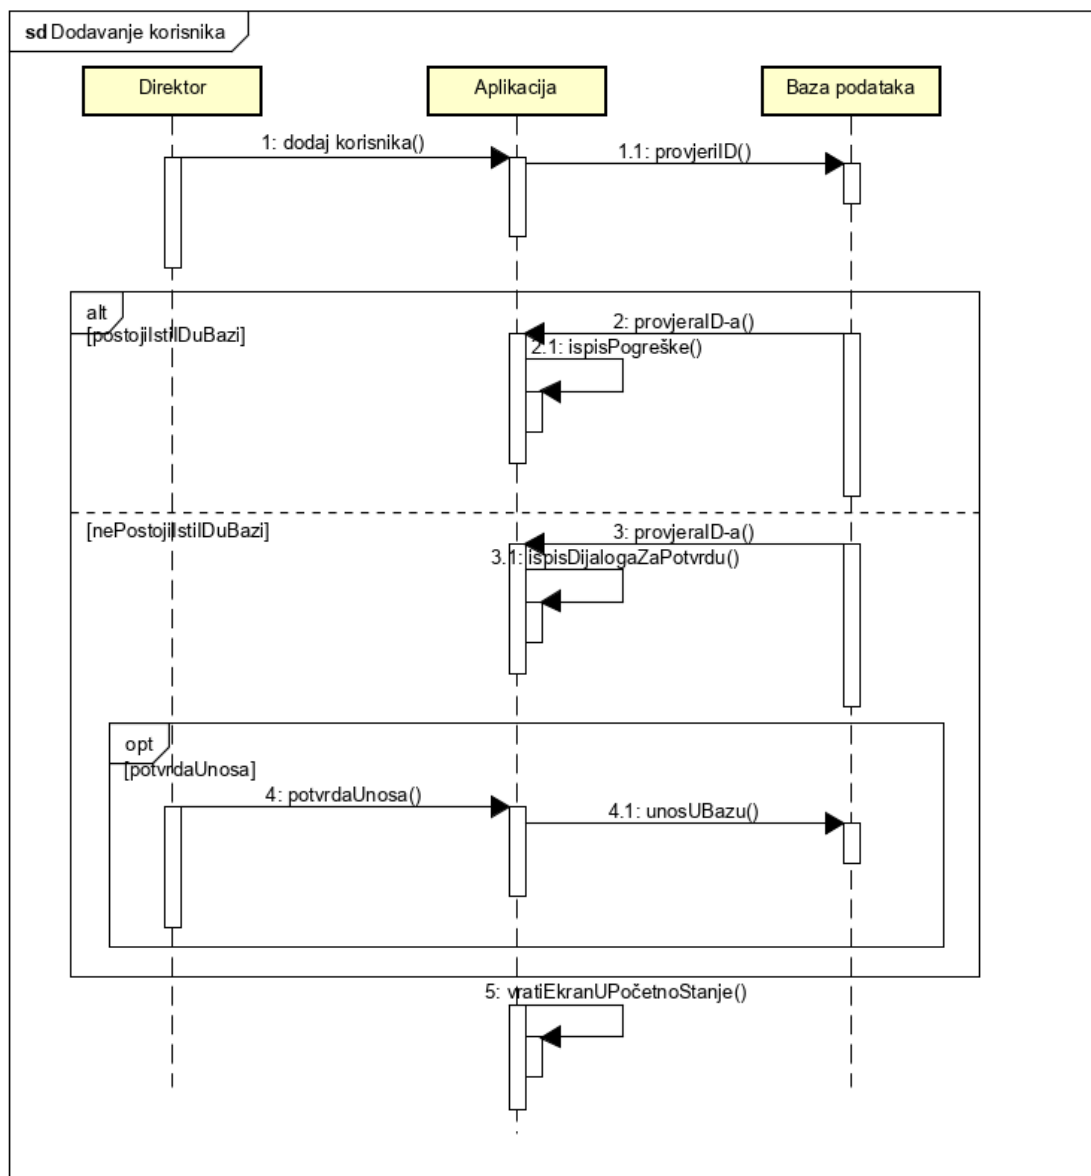 sd Dodavanje korisnika
Direktor
Aplikacija
Baza podataka
1: dodaj korisnika()
1.1: provjeriID()
alt
[postojiIstiIDuBazi]
2: provjeraID-a()
2.1: ispisPogreške()
[nePostojiIstiIDuBazi]
3: provjeraID-a()
3.1: ispisDijalogaZaPotvrdu()
opt
[potvrdaUnosa]
4: potvrdaUnosa()
4.1: unosUBazu()
5: vratiEkranUPočetnoStanje()